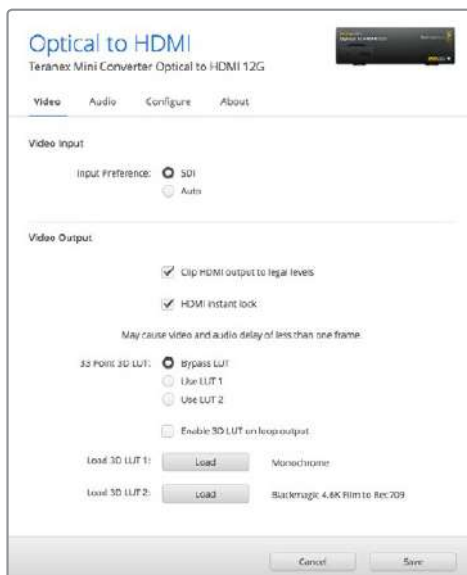 Optical to HDMI
Teranex Mini Converter Optical to HDMI 12G
Video Audio Configure About
Video Input
Input Preference: SDI
Auto
Video Output
Clip HDMI output to legal levels
HDMI instant lock
May cause video and audio delay of less than one frame.
33 Point 3D LUT: Bypass LUT
Use LUT 1
Use LUT 2
Enable 3D LUT on loop output
Load 3D LUT 1: Load Monochrome
Load 3D LUT 2: Load Blackmagic 4.6K Film to Rec709
Cancel Save